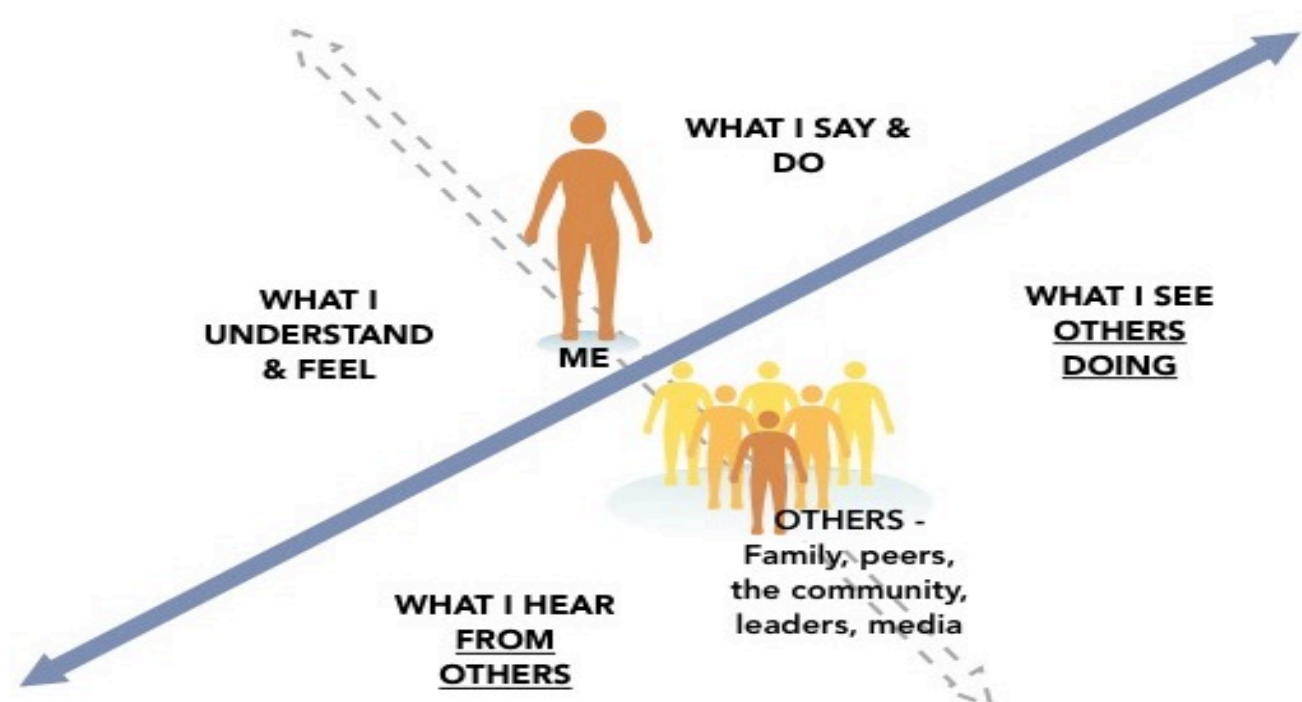 WHAT I SAY &
DO
WHAT I
UNDERSTAND
& FEEL
ME
WHAT I SEE
OTHERS
DOING
OTHERS -
Family, peers,
the community,
leaders, media
WHAT I HEAR
FROM
OTHERS